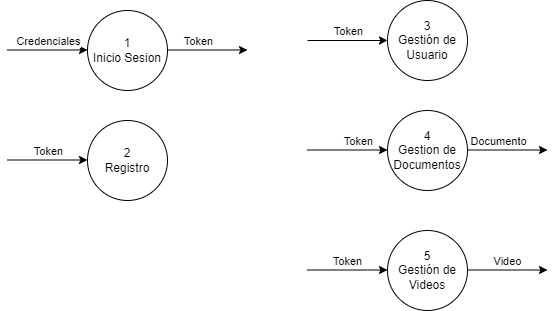 Credenciales
1
Inicio Sesion
Token
Token
2
Registro
Token
3
Gestión de
Usuario
Token
4
Gestion de
Documentos
Documento
Token
5
Gestión de
Videos
Video